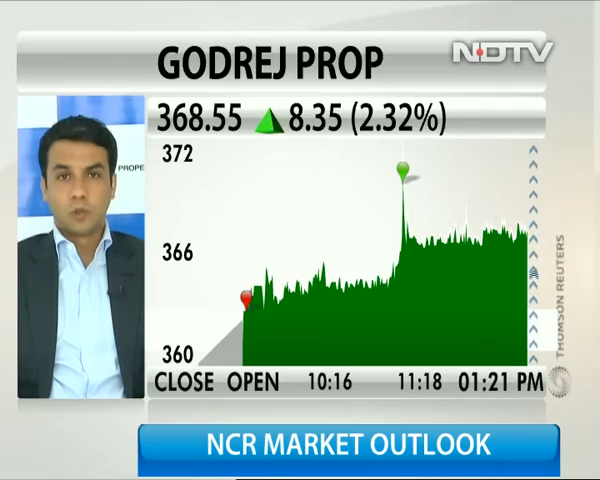 GODREJ PROP
NDTV
368.55 8.35 (2.32%)
PROPE
372
366
360
CLOSE OPEN 10:16 11:18 01:21 PM
THOMSON REUTERS
NCR MARKET OUTLOOK